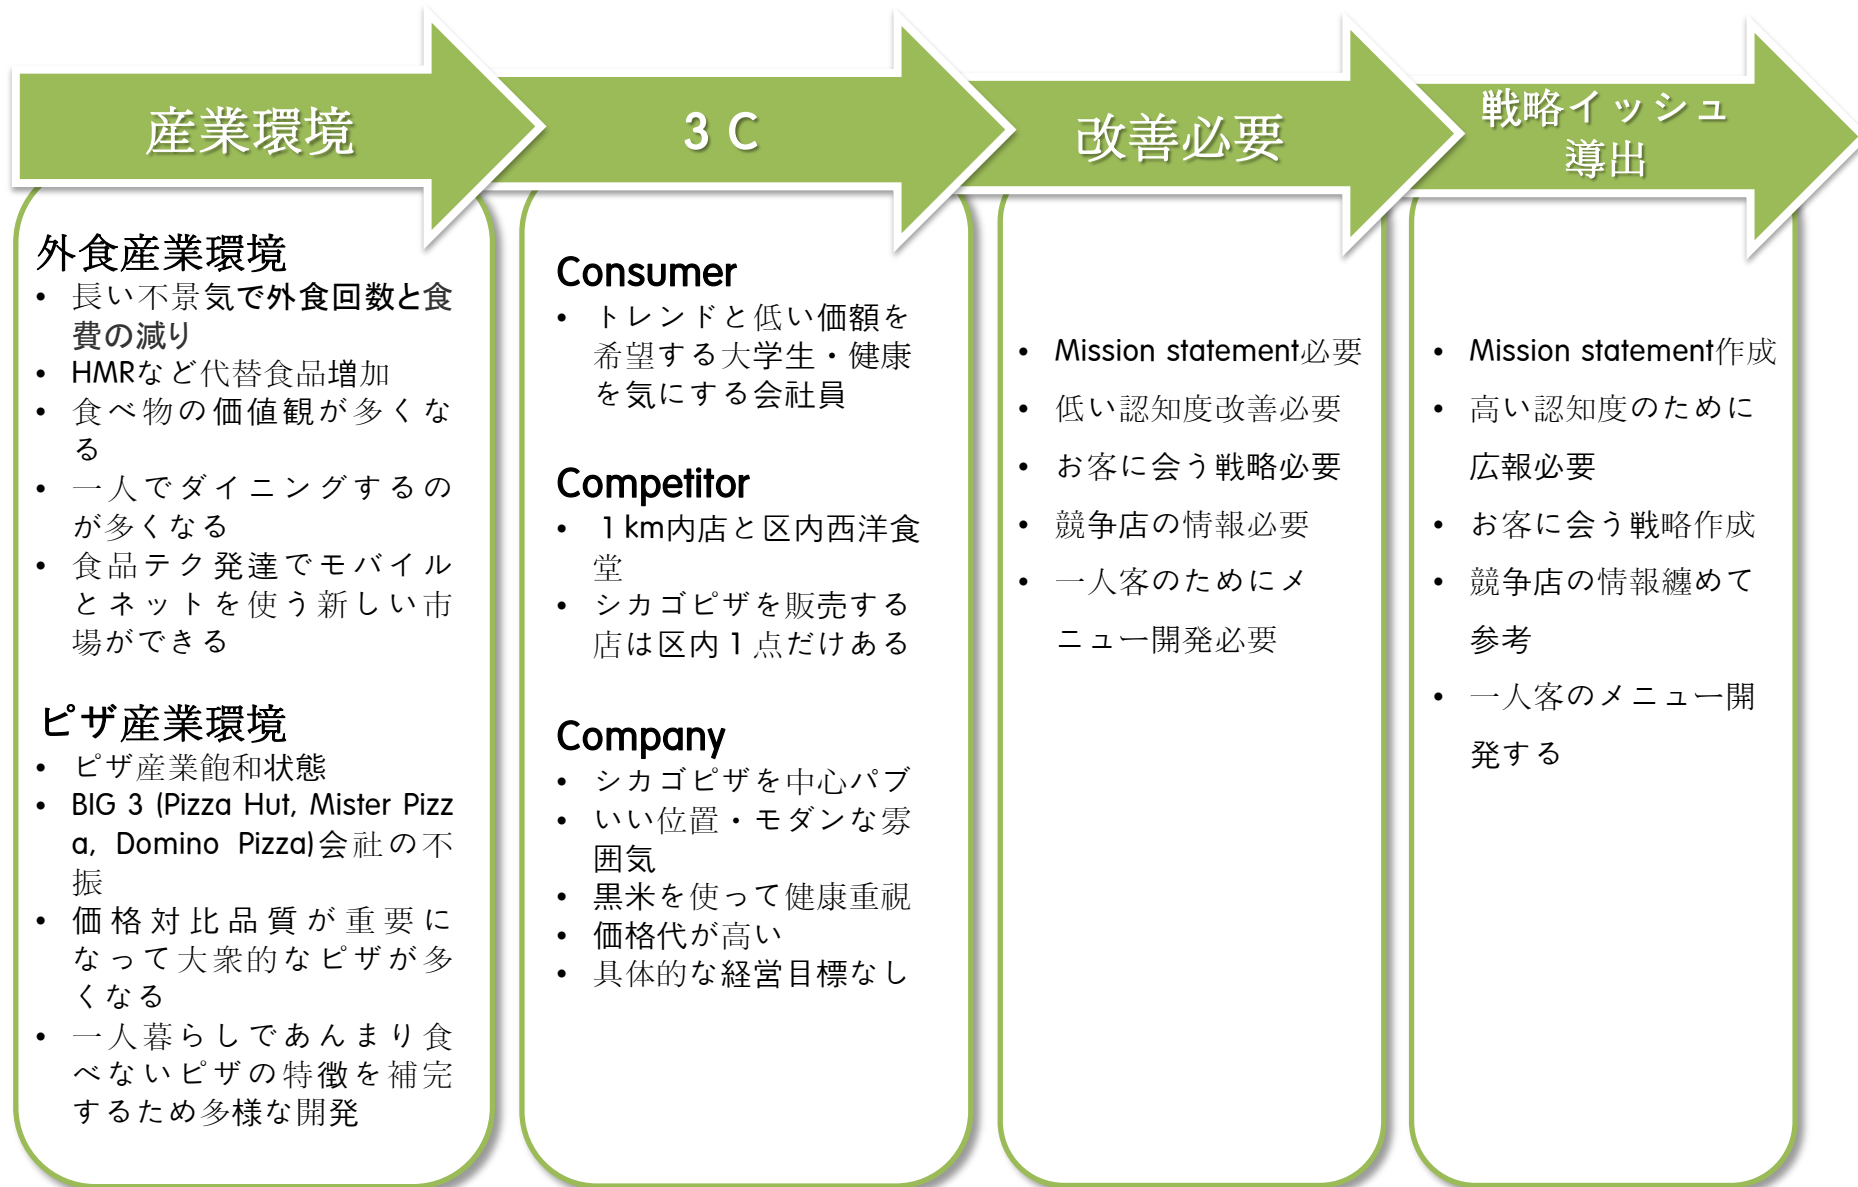 産業環境
3 C
改善必要
戦略イッシュ
導出
外食産業環境
• 長い不景気で外食回数と食
費の減り
• HMRなど代替食品増加
• 食べ物の価値観が多くな
る
• 一人でダイニングするの
が多くなる
• 食品テク発達でモバイル
とネットを使う新しい市
場ができる
ピザ産業環境
• ピザ産業飽和状態
• BIG 3 (Pizza Hut, Mister Pizz
a, Domino Pizza)会社の不
振
• 価格対比品質が重要に
なって大衆的なピザが多
くなる
• 一人暮らしであんまり食
べないピザの特徴を補完
するため多様な開発
Consumer
• トレンドと低い価額を
希望する大学生・健康
を気にする会社員
Competitor
• １km内店と区内西洋食
堂
• シカゴピザを販売する
店は区内１点だけある
Company
• シカゴピザを中心パブ
• いい位置・モダンな雰
囲気
• 黒米を使って健康重視
• 価格代が高い
• 具体的な経営目標なし
• Mission statement必要
• 低い認知度改善必要
• お客に会う戦略必要
• 競争店の情報必要
• 一人客のためにメ
ニュー開発必要
• Mission statement作成
• 高い認知度のために
広報必要
• お客に会う戦略作成
• 競争店の情報纏めて
参考
• 一人客のメニュー開
発する